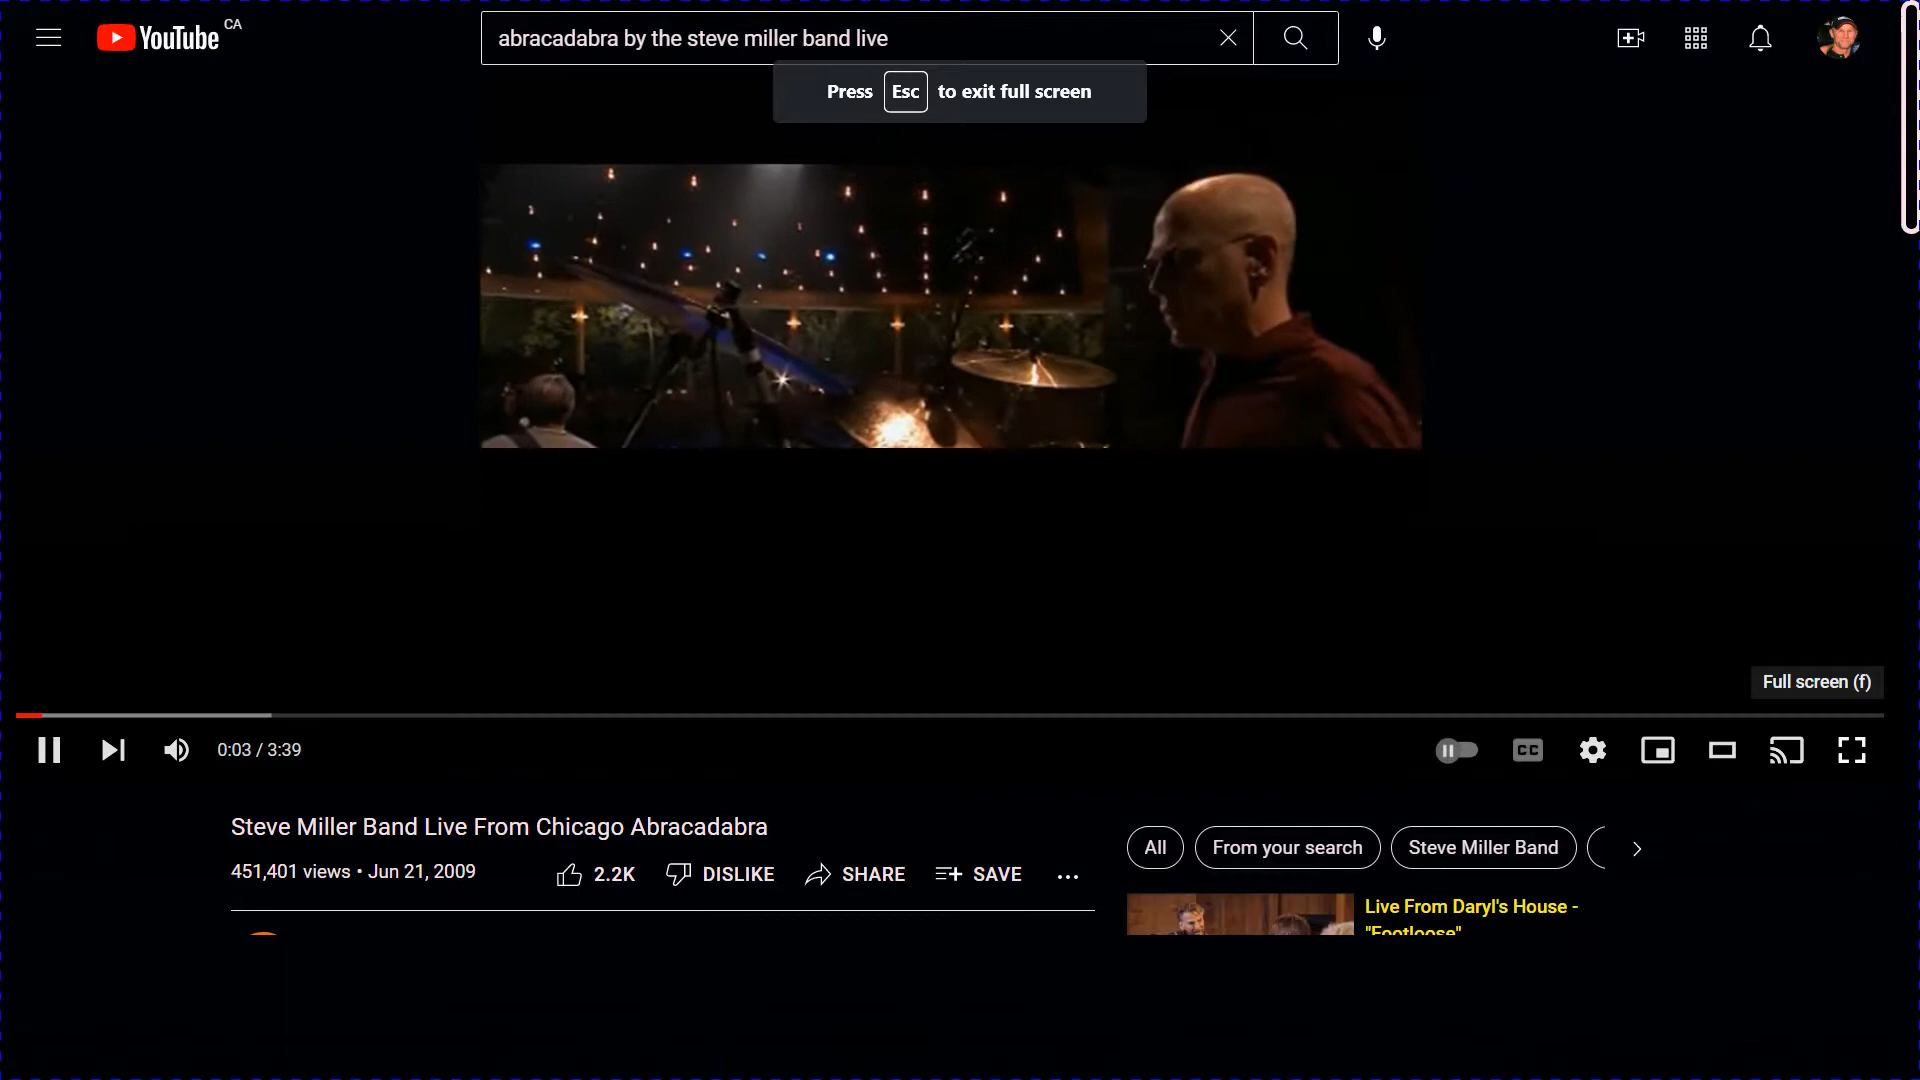 YouTube CA
abracadabra by the steve miller band live
Press Esc to exit full screen
Full screen (f)
0:03 / 3:39
CC
Steve Miller Band Live From Chicago Abracadabra
451,401 views • Jun 21, 2009
2.2K DISLIKE SHARE SAVE ...
All From your search Steve Miller Band
Live From Daryl's House -
"Footloose"